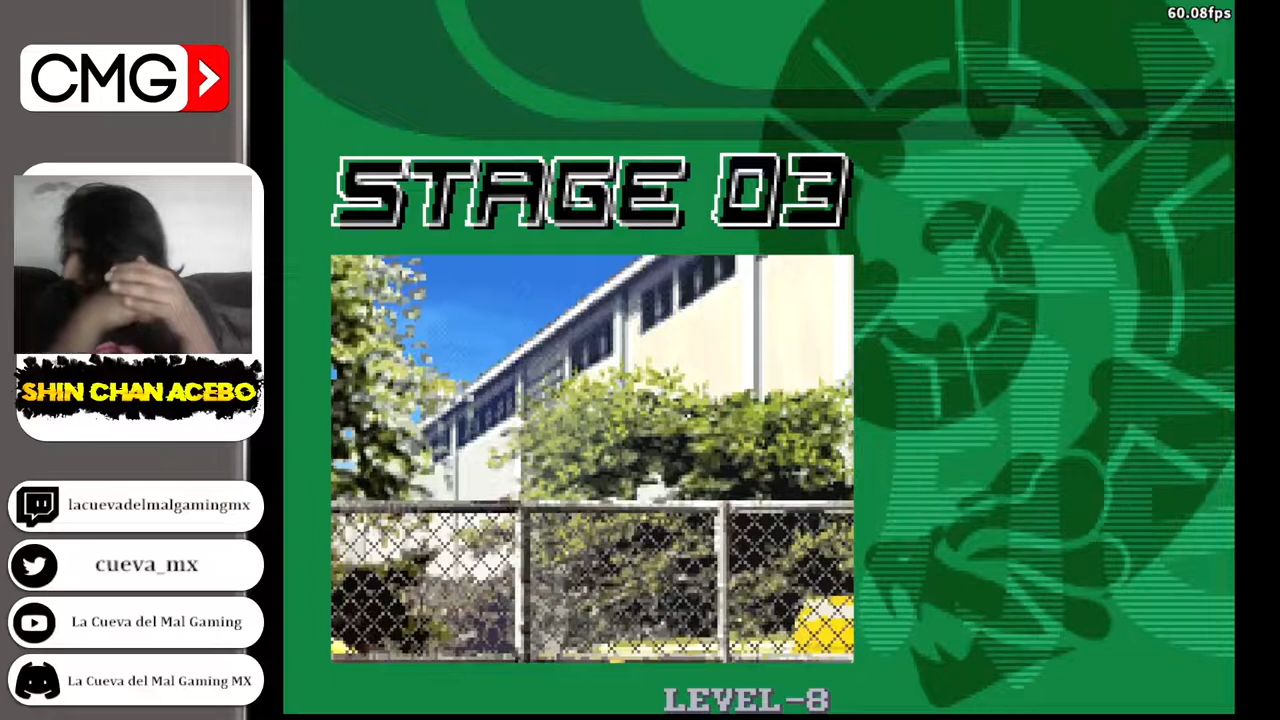 60.08fps
CMG
STAGE 03
SHIN CHAN ACEBO
lacuevadelmalgamingmx
cueva_mx
La Cueva del Mal Gaming
La Cueva del Mal Gaming MX
LEVEL-8